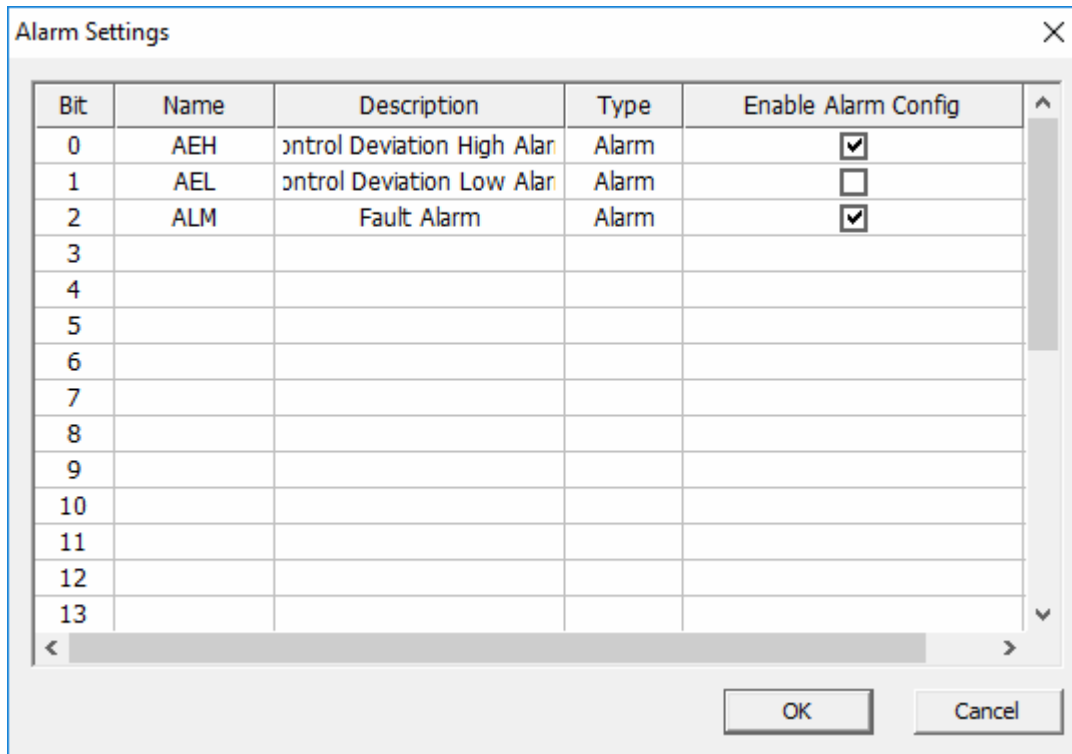 Alarm Settings
Bit Name Description Type Enable Alarm Config
0 AEH ontrol Deviation High Alar Alarm
1 AEL ontrol Deviation Low Alar Alarm
2 ALM Fault Alarm Alarm
3
4
5
6
7
8
9
10
11
12
13
OK Cancel